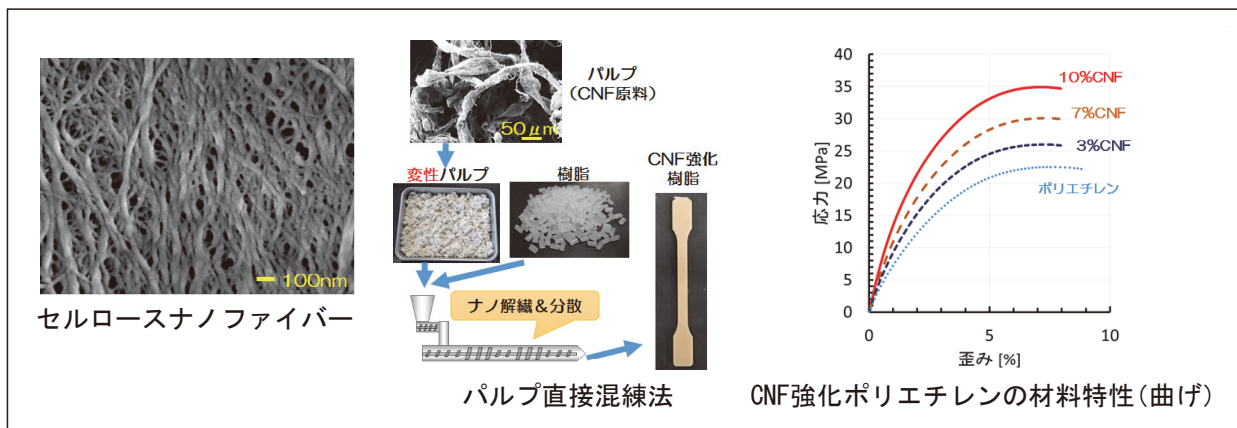 100nm
セルロースナノファイバー
パルプ
(CNF原料)
50μm
変性パルプ
樹脂
CNF強化
樹脂
ナノ解繊&分散
パルプ直接混練法
応力 [MPa]
40
35
30
25
20
15
10
5
0
10%CNF
7%CNF
3%CNF
ポリエチレン
0 5 10
歪み [%]
CNF強化ポリエチレンの材料特性(曲げ)